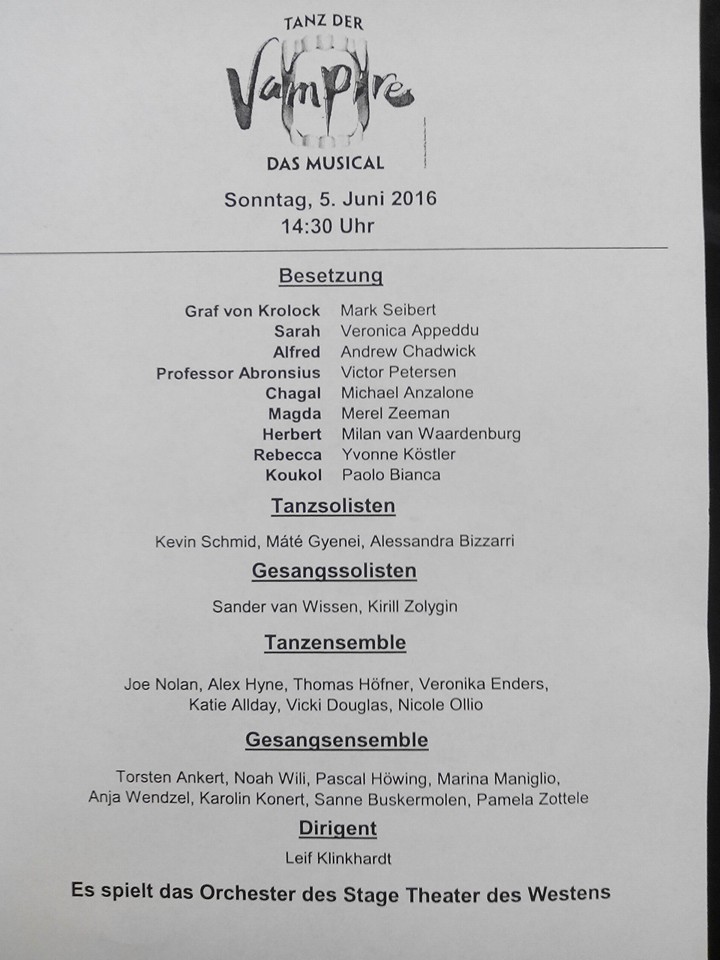 TANZ DER
Vampire
DAS MUSICAL
Sonntag, 5. Juni 2016
14:30 Uhr
Besetzung
Graf von Krolock Mark Seibert
Sarah Veronica Appeddu
Alfred Andrew Chadwick
Professor Abronsius Victor Petersen
Chagal Michael Anzalone
Magda Merel Zeeman
Herbert Milan van Waardenburg
Rebecca Yvonne Köstler
Koukol Paolo Bianca
Tanzsolisten
Kevin Schmid, Máté Gyenei, Alessandra Bizzarri
Gesangssolisten
Sander van Wissen, Kirill Zolygin
Tanzensemble
Joe Nolan, Alex Hyne, Thomas Höfner, Veronika Enders,
Katie Allday, Vicki Douglas, Nicole Ollio
Gesangsensemble
Torsten Ankert, Noah Wili, Pascal Höwing, Marina Maniglio,
Anja Wendzel, Karolin Konert, Sanne Buskermolen, Pamela Zottele
Dirigent
Leif Klinkhardt
Es spielt das Orchester des Stage Theater des Westens